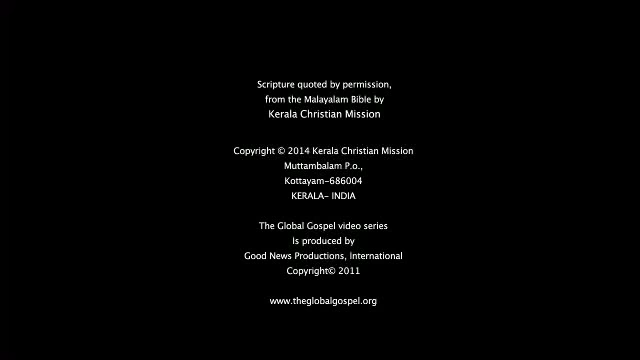 Scripture quoted by permission,
from the Malayalam Bible by
Kerala Christian Mission
Copyright © 2014 Kerala Christian Mission
Muttambalam P.o.,
Kottayam-686004
KERALA- INDIA
The Global Gospel video series
Is produced by
Good News Productions, International
Copyright© 2011
www.theglobalgospel.org